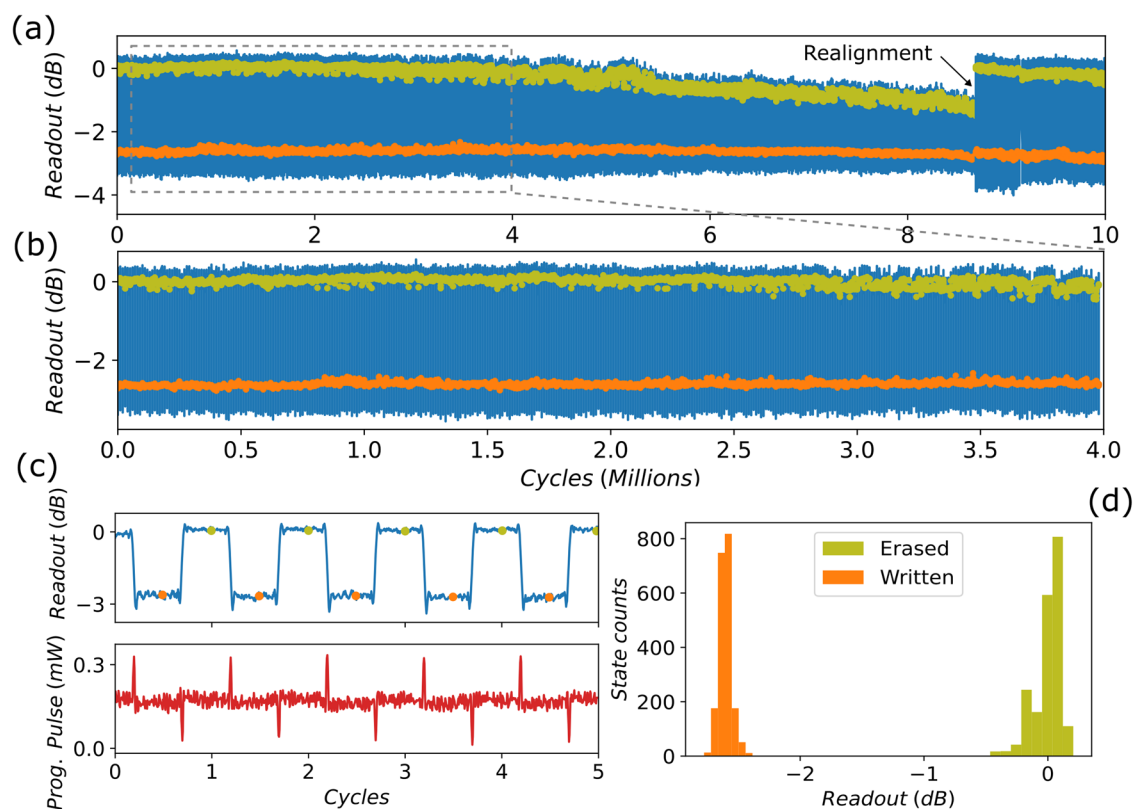 (a)
Readout (dB)
0
−2
−4
Realignment
0 2 4 6 8 10
(b)
Readout (dB)
0
−2
0.0 0.5 1.0 1.5 2.0 2.5 3.0 3.5 4.0
Cycles (Millions)
(c)
Readout (dB)
0
−3
Prog. Pulse (mW)
0.3
0.0
0 1 2 3 4 5
Cycles
(d)
State counts
800
600
400
200
0
Erased
Written
−2 −1 0
Readout (dB)